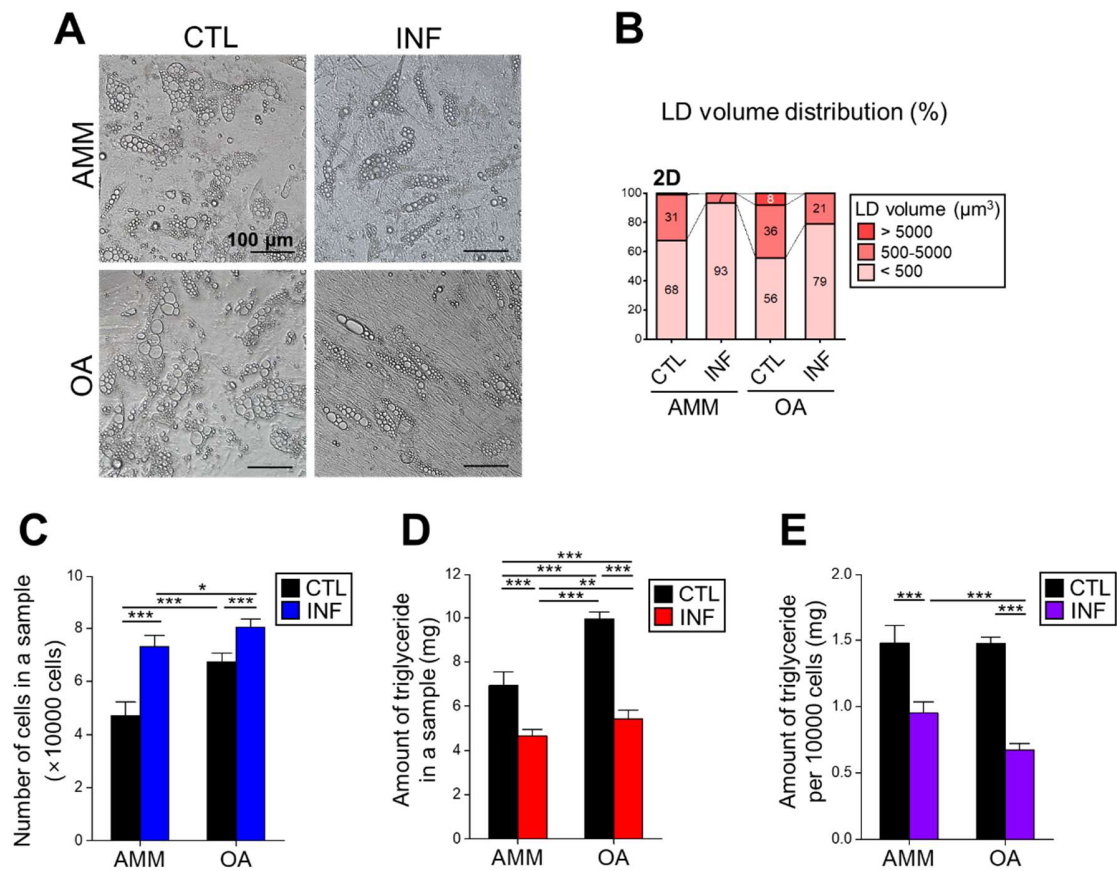 A
CTL
INF
AMM
100 µm
OA
B
LD volume distribution (%)
2D
100
80
60
40
20
0
31
68
7
93
8
36
56
21
79
CTL
INF
CTL
INF
AMM
OA
LD volume (µm³)
> 5000
500-5000
< 500
C
Number of cells in a sample
(×10000 cells)
10
8
6
4
2
0
*
***
***
***
CTL
INF
AMM
OA
D
Amount of triglyceride
in a sample (mg)
12
10
8
6
4
2
0
***
***
***
***
**
***
CTL
INF
AMM
OA
E
Amount of triglyceride
per 10000 cells (mg)
2.0
1.5
1.0
0.5
0.0
***
***
***
CTL
INF
AMM
OA